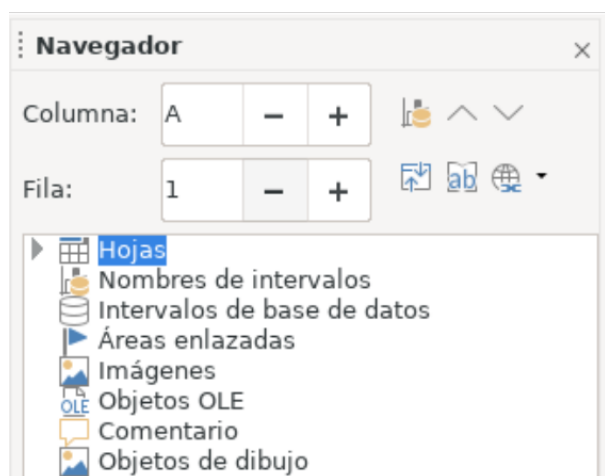 Navegador
Columna: A
Fila: 1
Hojas
Nombres de intervalos
Intervalos de base de datos
Áreas enlazadas
Imágenes
OLE Objetos OLE
Comentario
Objetos de dibujo
ab